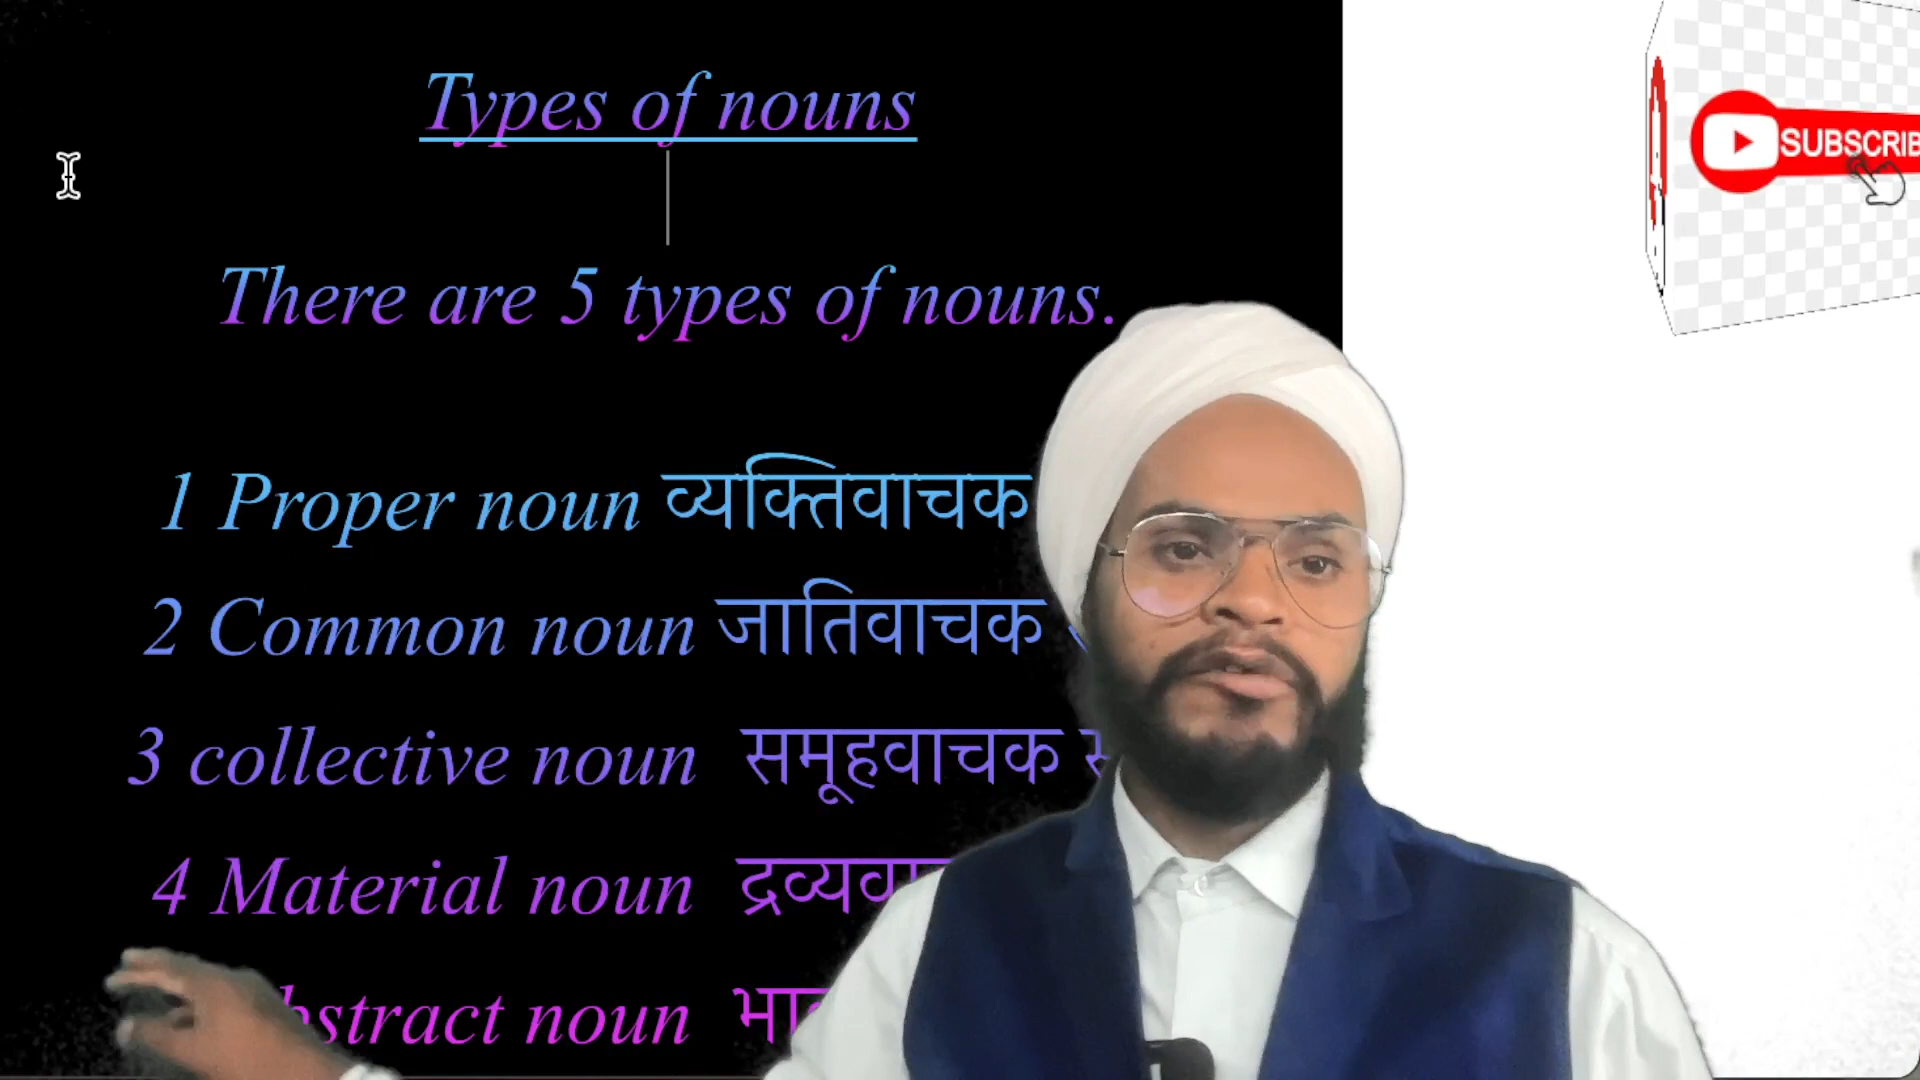 Types of nouns
There are 5 types of nouns.
1 Proper noun व्यक्तिवाचक
2 Common noun जातिवाचक
3 collective noun समूहवाचक
4 Material noun
noun
SUBSCRIB